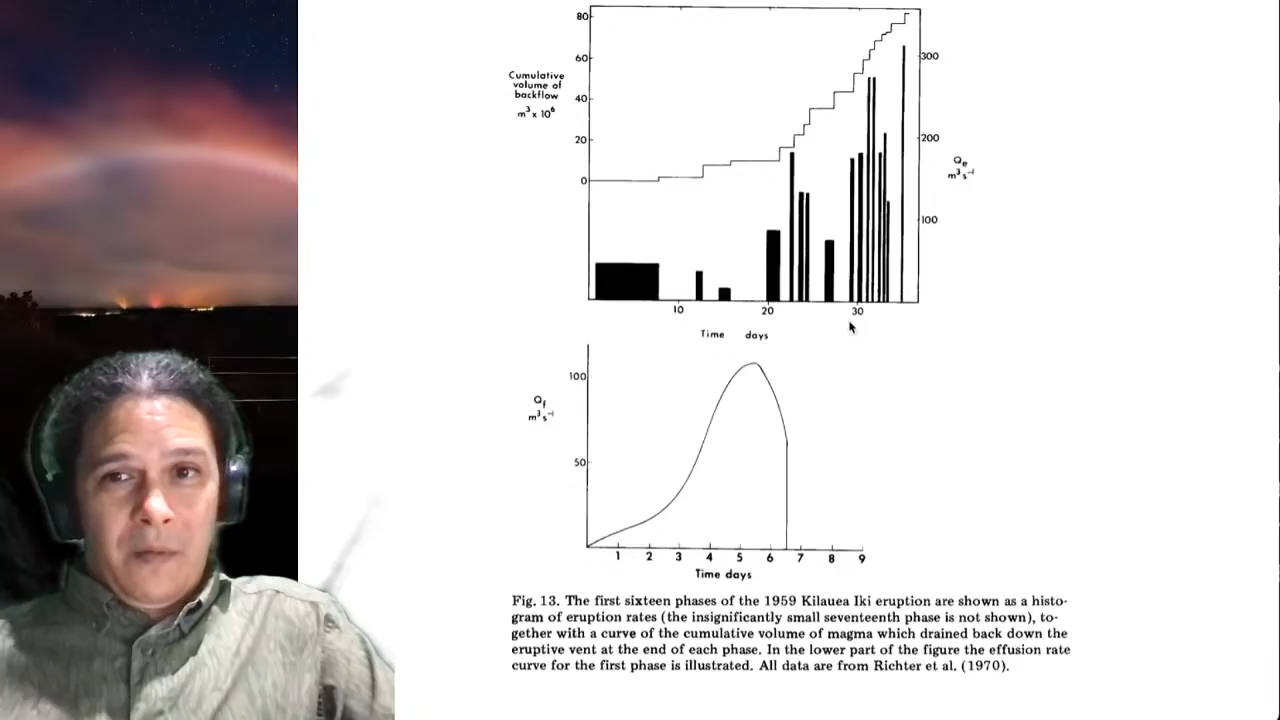 80
60
40
20
0
Cumulative
volume of
backflow
m³ x 10⁶
300
200
100
Qe
m³s⁻¹
10 20 30
Time days
100
50
Qf
m³s⁻¹
1 2 3 4 5 6 7 8 9
Time days
Fig. 13. The first sixteen phases of the 1959 Kilauea Iki eruption are shown as a histo-
gram of eruption rates (the insignificantly small seventeenth phase is not shown), to-
gether with a curve of the cumulative volume of magma which drained back down the
eruptive vent at the end of each phase. In the lower part of the figure the effusion rate
curve for the first phase is illustrated. All data are from Richter et al. (1970).